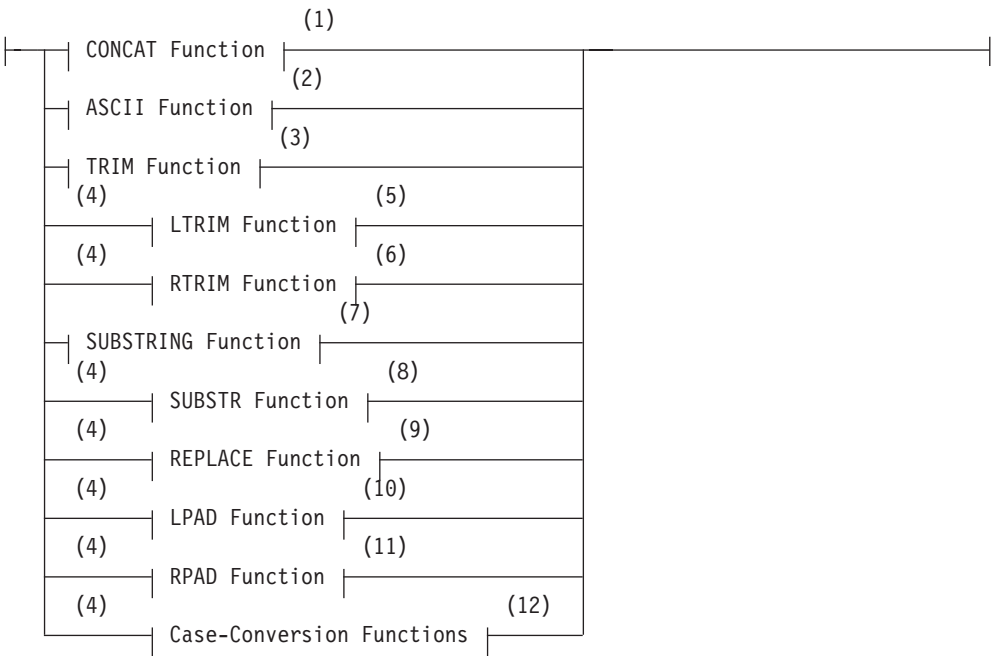 (1)
CONCAT Function
(2)
ASCII Function
(3)
TRIM Function
(4) (5)
LTRIM Function
(4) (6)
RTRIM Function
(7)
SUBSTRING Function
(4) (8)
SUBSTR Function
(4) (9)
REPLACE Function
(4) (10)
LPAD Function
(4) (11)
RPAD Function
(4) (12)
Case-Conversion Functions